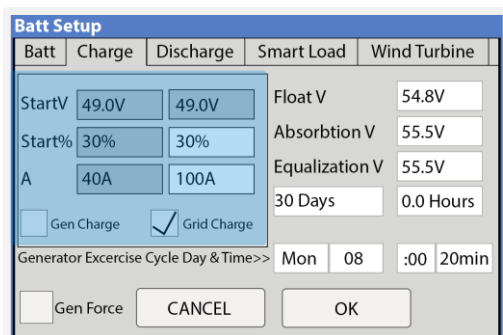 Batt Setup
Batt Charge Discharge Smart Load Wind Turbine
StartV 49.0V 49.0V Float V 54.8V
Start% 30% 30% Absorbtion V 55.5V
A 40A 100A Equalization V 55.5V
30 Days 0.0 Hours
Gen Charge Grid Charge
Generator Excercise Cycle Day & Time>> Mon 08 :00 20min
Gen Force CANCEL OK